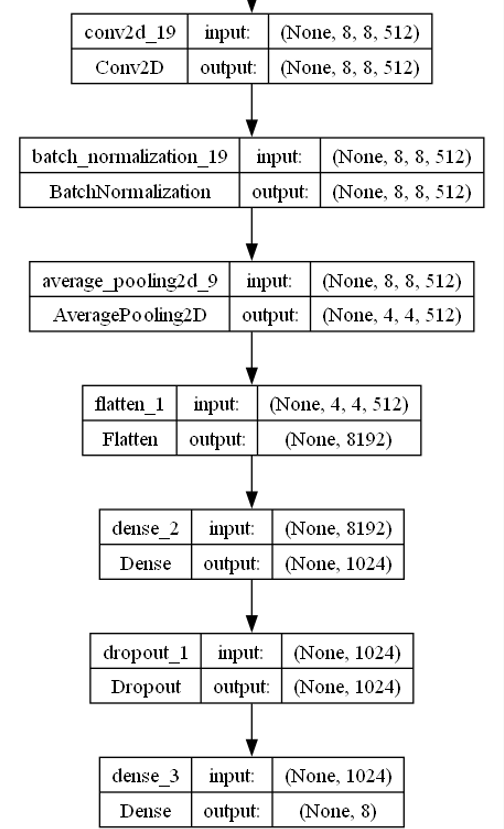 conv2d_19 input: (None, 8, 8, 512)
Conv2D output: (None, 8, 8, 512)
batch_normalization_19 input: (None, 8, 8, 512)
BatchNormalization output: (None, 8, 8, 512)
average_pooling2d_9 input: (None, 8, 8, 512)
AveragePooling2D output: (None, 4, 4, 512)
flatten_1 input: (None, 4, 4, 512)
Flatten output: (None, 8192)
dense_2 input: (None, 8192)
Dense output: (None, 1024)
dropout_1 input: (None, 1024)
Dropout output: (None, 1024)
dense_3 input: (None, 1024)
Dense output: (None, 8)